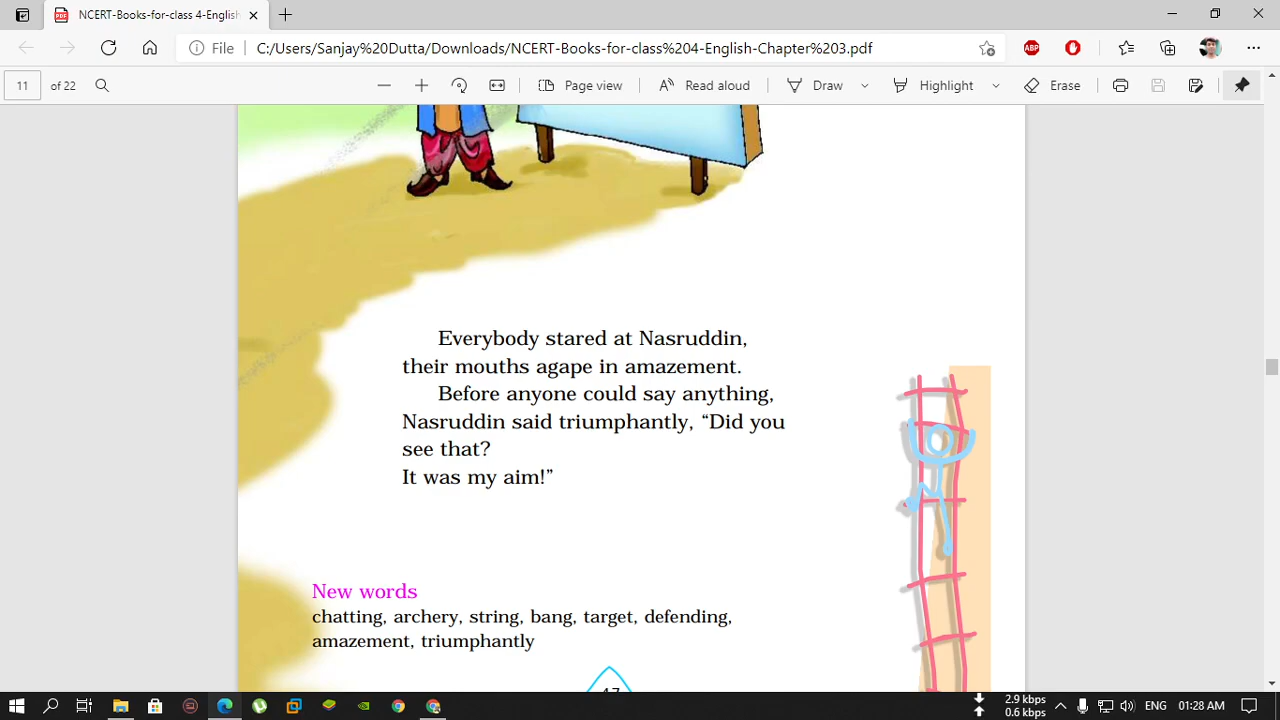 NCERT-Books-for-class 4-English
File
C:/Users/Sanjay%20Dutta/Downloads/NCERT-Books-for-class%204-English-Chapter%203.pdf
ABP
11 of 22
Page view
Read aloud
Draw
Highlight
Erase
Everybody stared at Nasruddin,
their mouths agape in amazement.
Before anyone could say anything,
Nasruddin said triumphantly, “Did you
see that?
It was my aim!”
New words
chatting, archery, string, bang, target, defending,
amazement, triumphantly
2.9 kbps
0.6 kbps
ENG
01:28 AM